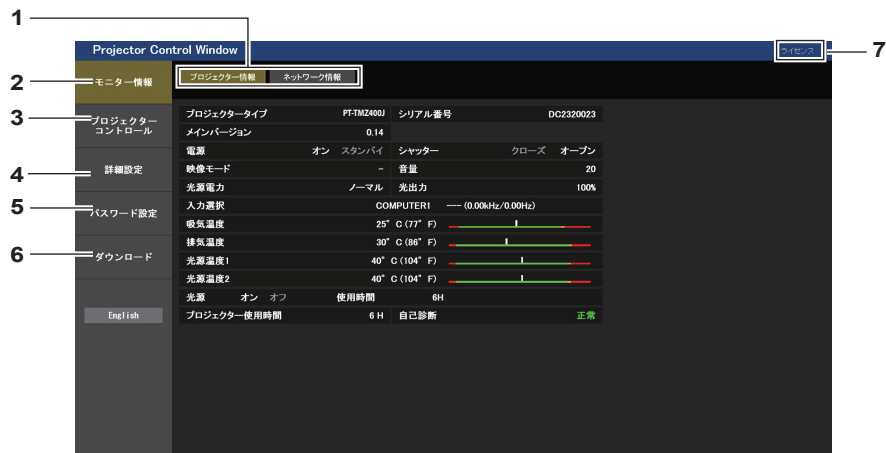 1
Projector Control Window
ライセンス
7
2
モニター情報
プロジェクター情報 ネットワーク情報
3
プロジェクター
コントロール
4
詳細設定
5
パスワード設定
6
ダウンロード
English
プロジェクタータイプ PT-TMZ400J シリアル番号 DC2320023
メインバージョン 0.14
電源 オン スタンバイ シャッター クローズ オープン
映像モード – 音量 20
光源電力 ノーマル 光出力 100%
入力選択 COMPUTER1 --- (0.00kHz/0.00Hz)
吸気温度 25° C (77° F)
排気温度 30° C (86° F)
光源温度1 40° C (104° F)
光源温度2 40° C (104° F)
光源 オン オフ 使用時間 6H
プロジェクター使用時間 6 H 自己診断 正常